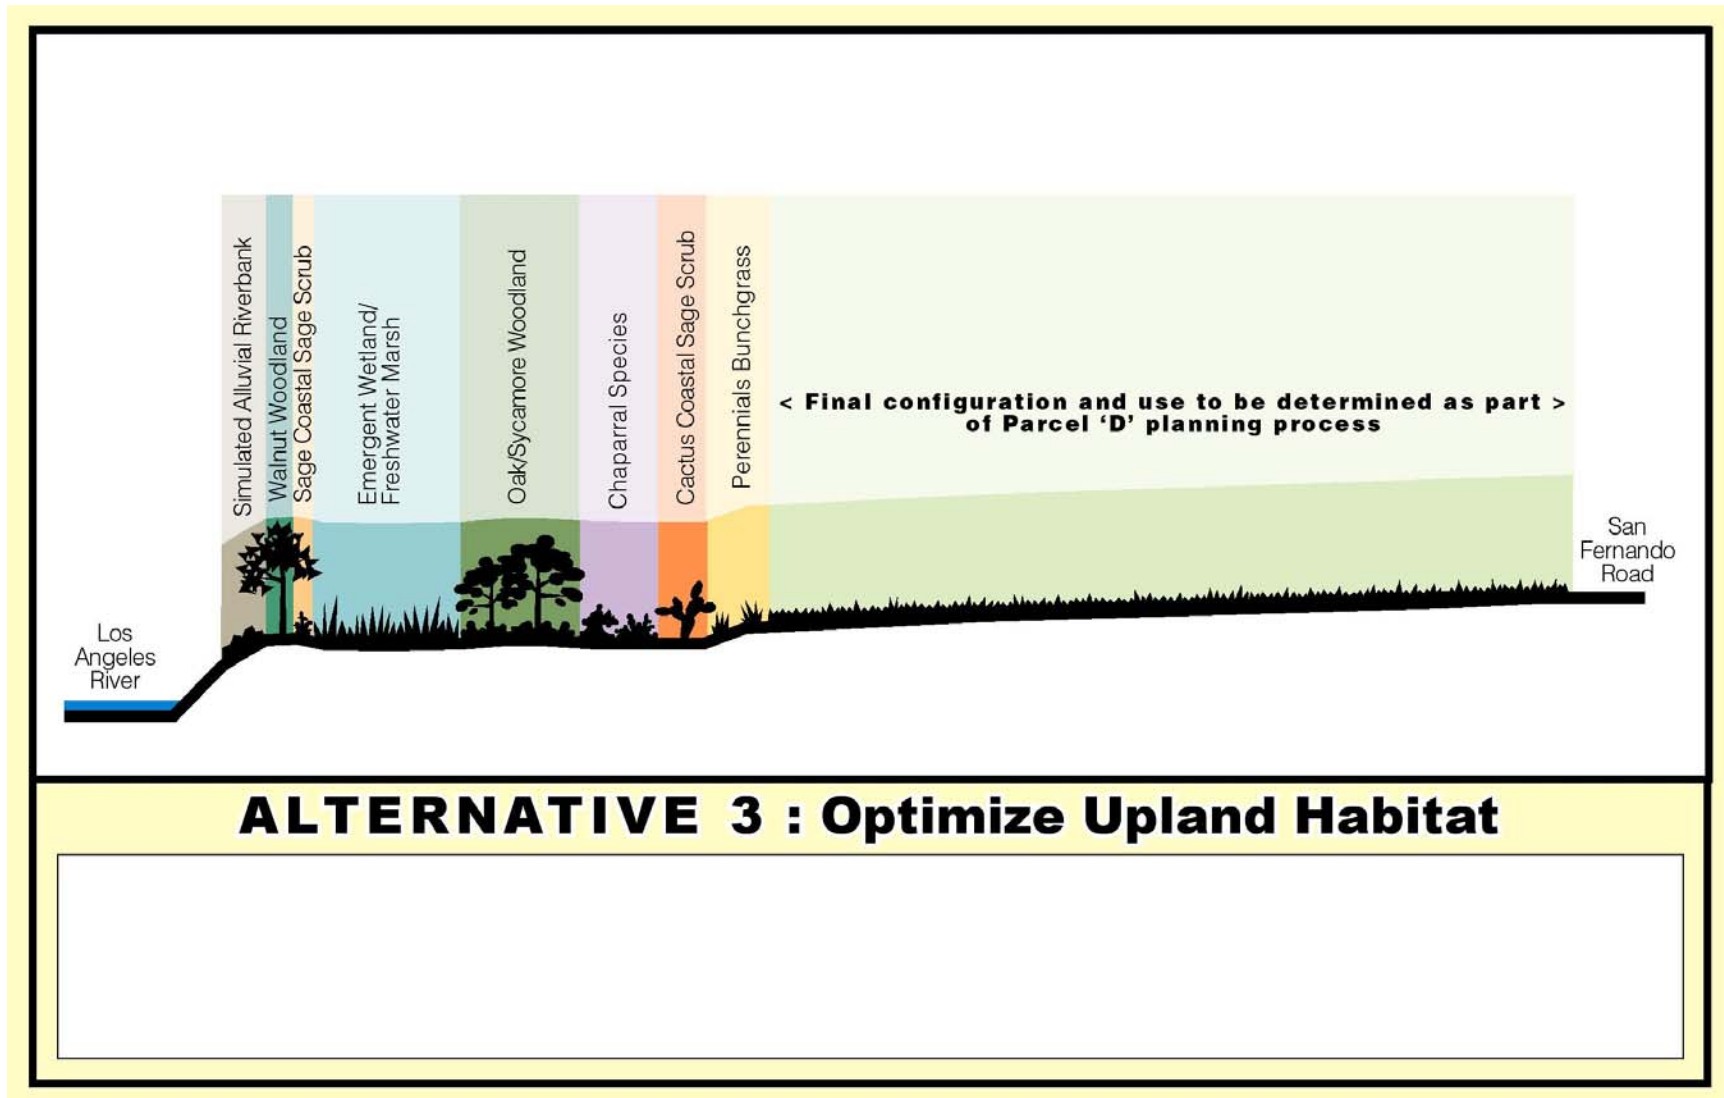 Simulated Alluvial Riverbank
Walnut Woodland
Sage Coastal Sage Scrub
Emergent Wetland/
Freshwater Marsh
Oak/Sycamore Woodland
Chaparral Species
Cactus Coastal Sage Scrub
Perennials Bunchgrass
< Final configuration and use to be determined as part >
of Parcel ‘D’ planning process
San
Fernando
Road
Los
Angeles
River
ALTERNATIVE 3 : Optimize Upland Habitat